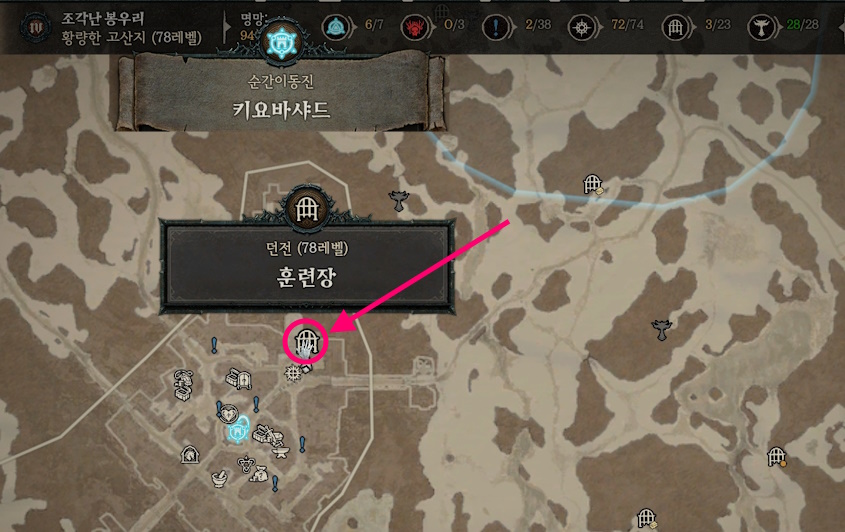 IV
조각난 봉우리
황량한 고산지 (78레벨)
명망:
6/7
0/3
2/38
72/74
3/23
28/28
순간이동진
키요바샤드
던전 (78레벨)
훈련장